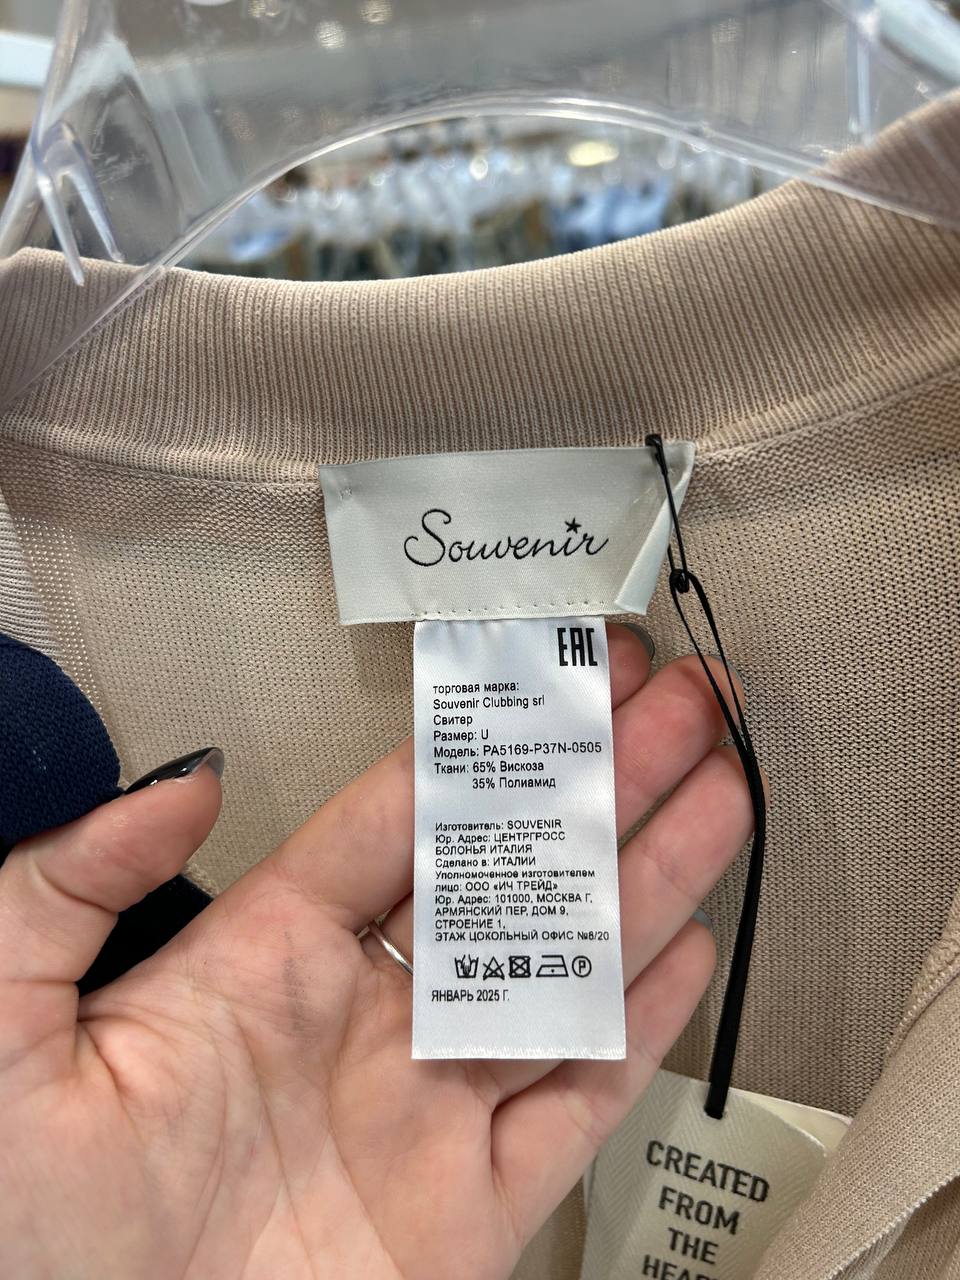 Souvenir
EAC
торговая марка:
Souvenir Clubbing srl
Свитер
Размер: U
Модель: PA5169-P37N-0505
Ткани: 65% Вискоза
35% Полиамид
Изготовитель: SOUVENIR
Юр. Адрес: ЦЕНТРГРОСС
БОЛОНЬЯ ИТАЛИЯ
Сделано в: ИТАЛИИ
Уполномоченное изготовителем
лицо: ООО «ИЧ ТРЕЙД»
Юр. Адрес: 101000, МОСКВА Г,
АРМЯНСКИЙ ПЕР, ДОМ 9,
СТРОЕНИЕ 1,
ЭТАЖ ЦОКОЛЬНЫЙ ОФИС №8/20
P
ЯНВАРЬ 2025 Г.
CREATED
FROM
THE